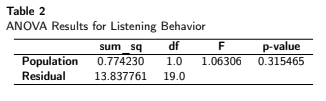 Table 2
ANOVA Results for Listening Behavior
sum_sq df F p-value
Population 0.774230 1.0 1.06306 0.315465
Residual 13.837761 19.0